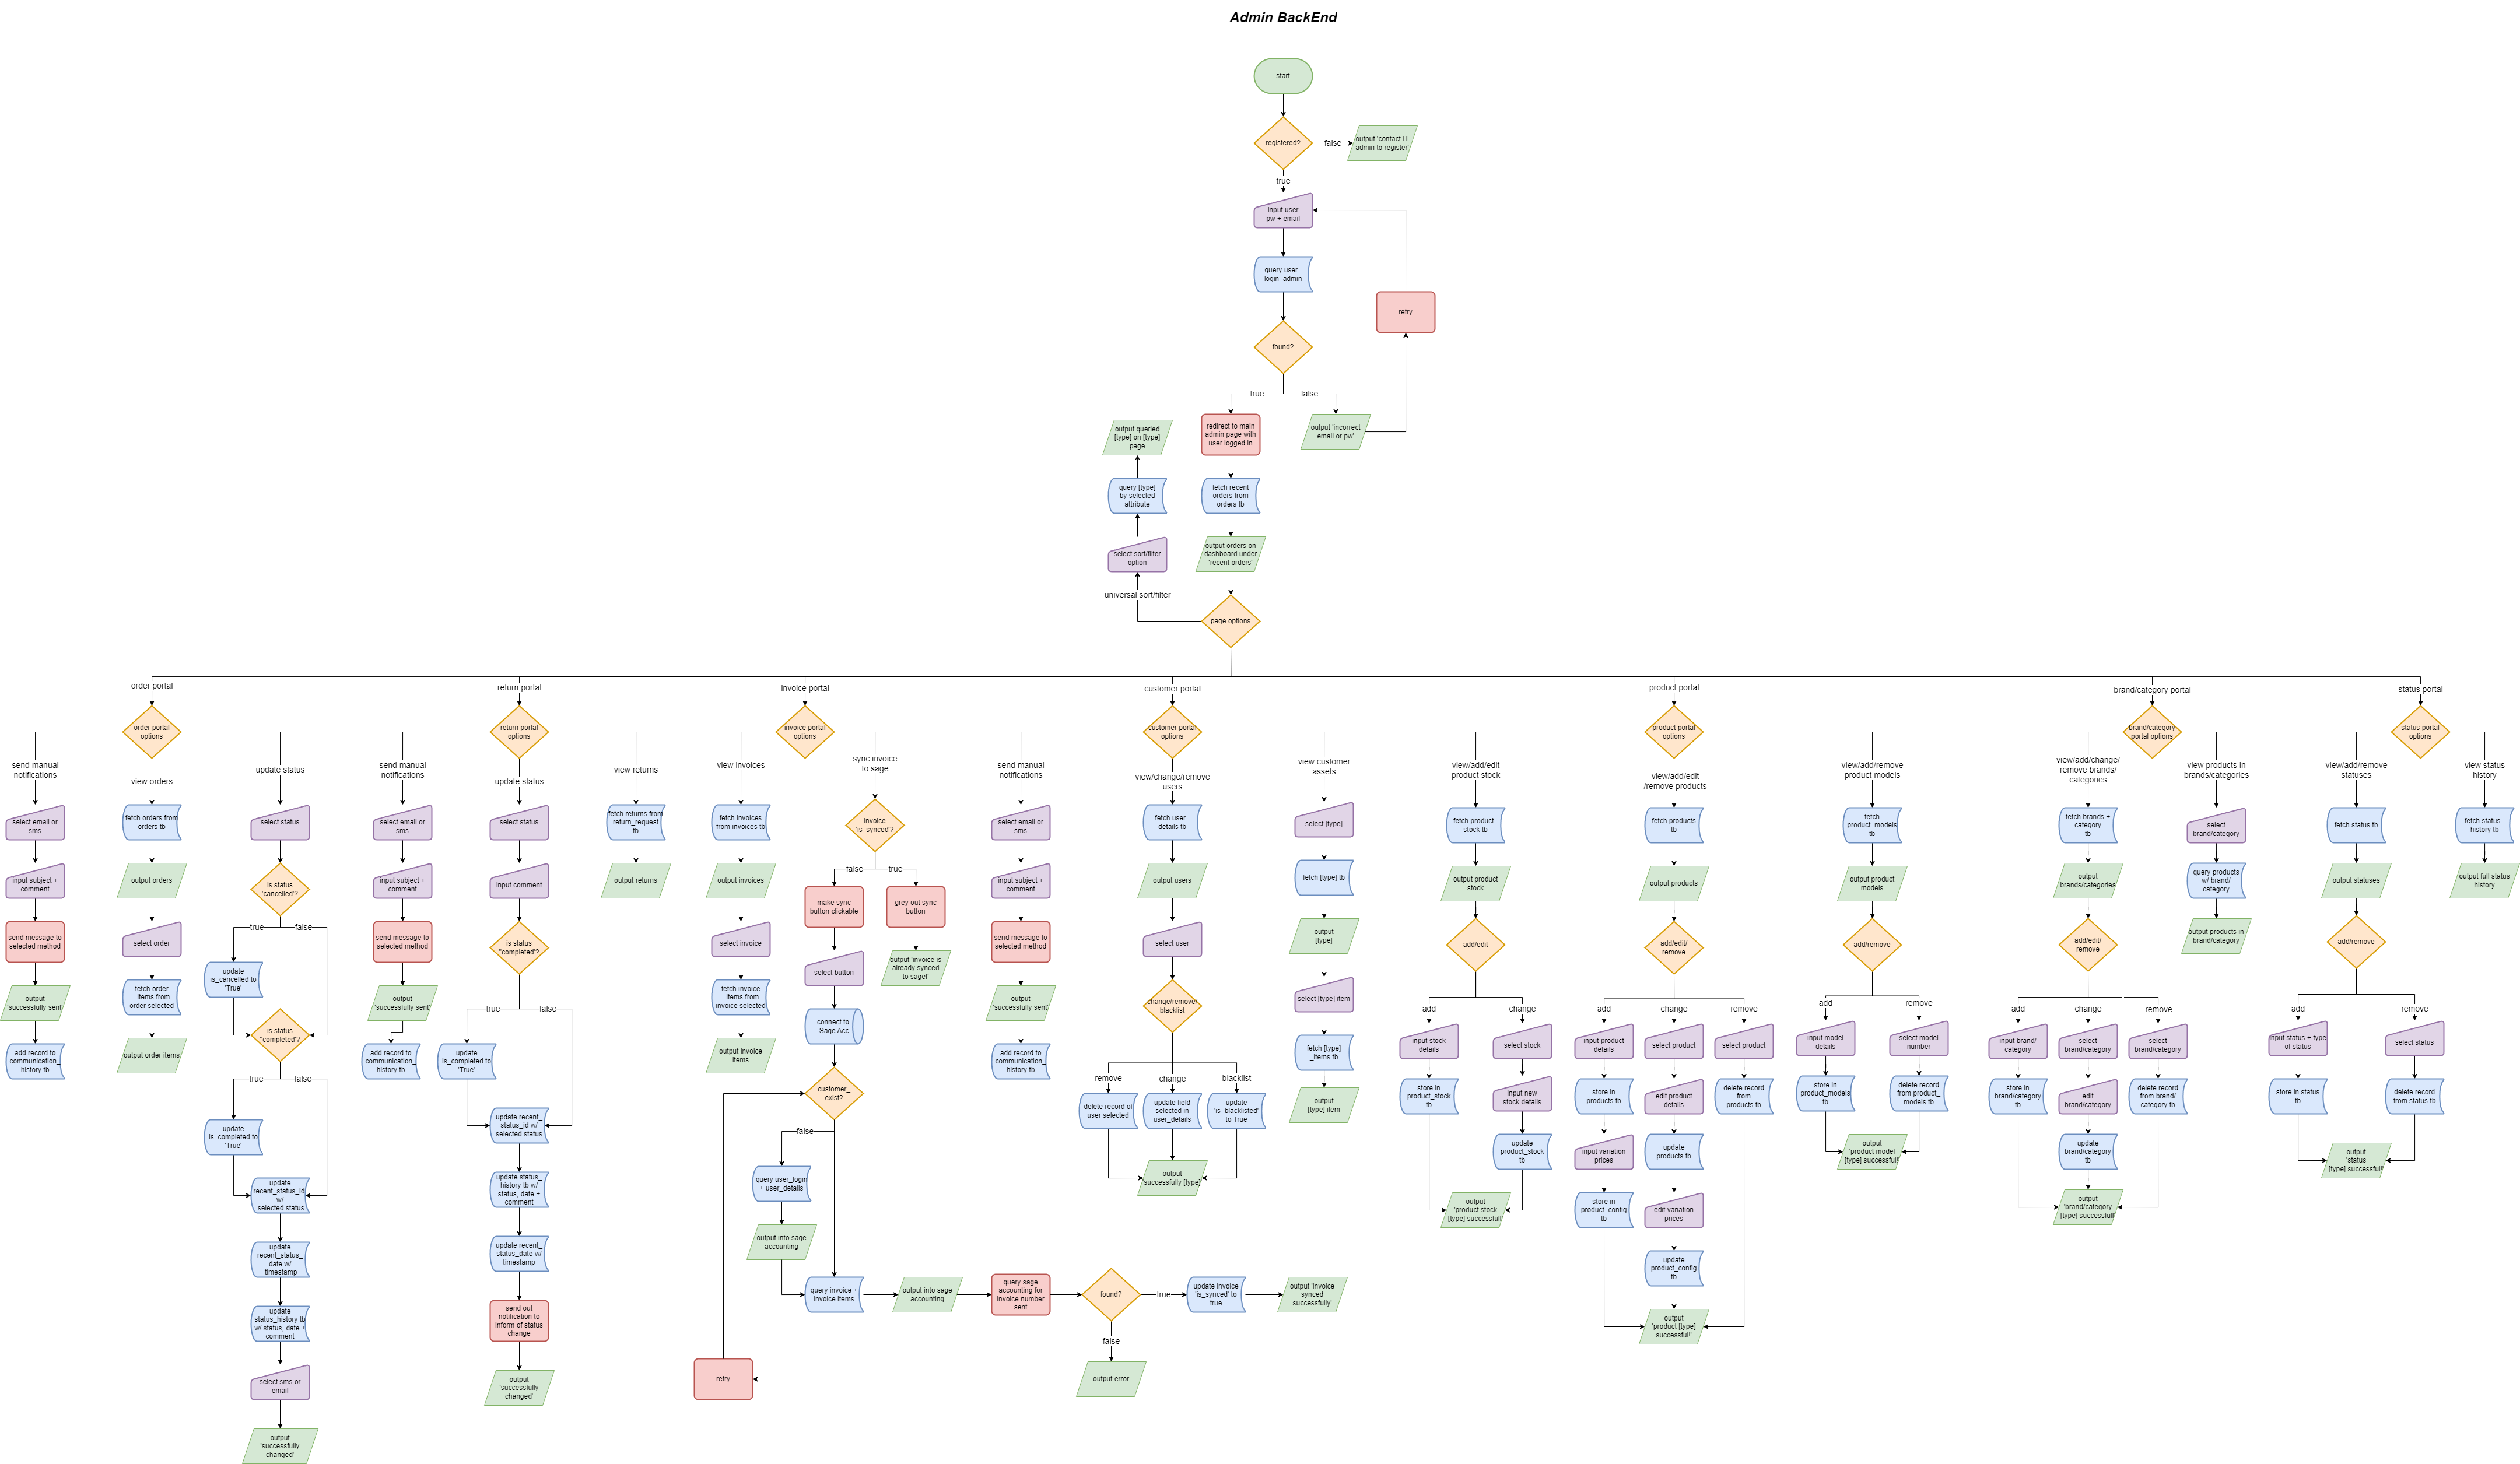 Admin BackEnd
start
registered?
false
output 'contact IT
admin to register'
true
input user
pw + email
query user_
login_admin
retry
found?
true
false
output queried
[type] on [type]
page
redirect to main
admin page with
user logged in
output 'incorrect
email or pw'
query [type]
by selected
attribute
fetch recent
orders from
orders tb
select sort/filter
option
output orders on
dashboard under
'recent orders'
universal sort/filter
page options
order portal
order portal
options
send manual
notifications
select email or
sms
input subject +
comment
send message to
selected method
output
'successfully sent'
add record to
communication_
history tb
view orders
fetch orders from
orders tb
output orders
select order
fetch order
_items from
order selected
output order items
update status
select status
is status
'cancelled'?
true
false
update
is_cancelled to
'True'
is status
"completed'?
true
false
update
is_completed to
'True'
update
recent_status_id
w/
selected status
update
recent_status_
date w/
timestamp
update
status_history tb
w/ status, date +
comment
select sms or
email
output
'successfully
changed'
return portal
return portal
options
send manual
notifications
select email or
sms
input subject +
comment
send message to
selected method
output
'successfully sent'
add record to
communication_
history tb
update status
select status
input comment
is status
"completed'?
true
false
update
is_completed to
'True'
update recent_
status_id w/
selected status
update status_
history tb w/
status, date +
comment
update recent_
status_date w/
timestamp
send out
notification to
inform of status
change
output
'successfully
changed'
view returns
fetch returns from
return_request
tb
output returns
invoice portal
invoice portal
options
view invoices
fetch invoices
from invoices tb
output invoices
select invoice
fetch invoice
_items from
invoice selected
output invoice
items
sync invoice
to sage
invoice
'is_synced'?
false
true
make sync
button clickable
grey out sync
button
select button
output 'invoice is
already synced
to sage!'
connect to
Sage Acc
customer_
exist?
false
query user_login
+ user_details
output into sage
accounting
query invoice +
invoice items
output into sage
accounting
query sage
accounting for
invoice number
sent
found?
true
update invoice
'is_synced' to
true
output 'invoice
synced
successfully'
false
output error
retry
customer portal
customer portal
options
send manual
notifications
select email or
sms
input subject +
comment
send message to
selected method
output
'successfully sent'
add record to
communication_
history tb
view/change/remove
users
fetch user_
details tb
output users
select user
change/remove/
blacklist
remove
change
blacklist
delete record of
user selected
update field
selected in
user_details
update
'is_blacklisted'
to True
output
'successfully [type]'
view customer
assets
select [type]
fetch [type] tb
output
[type]
select [type] item
fetch [type]
_items tb
output
[type] item
product portal
product portal
options
view/add/edit
product stock
fetch product_
stock tb
output product
stock
add/edit
add
change
input stock
details
select stock
store in
product_stock
tb
input new
stock details
update
product_stock
tb
output
'product stock
[type] successful!'
view/add/edit
/remove products
fetch products
tb
output products
add/edit/
remove
add
change
remove
input product
details
select product
select product
store in
products tb
edit product
details
delete record
from
products tb
input variation
prices
update
products tb
store in
product_config
tb
edit variation
prices
update
product_config
tb
output
'product [type]
successful!'
view/add/remove
product models
fetch
product_models
tb
output product
models
add/remove
add
remove
input model
details
select model
number
store in
product_models
tb
delete record
from product_
models tb
output
'product model
[type] successful!'
brand/category portal
brand/category
portal options
view/add/change/
remove brands/
categories
fetch brands +
category
tb
output
brands/categories
add/edit/
remove
add
change
remove
input brand/
category
select
brand/category
select
brand/category
store in
brand/category
tb
edit
brand/category
delete record
from brand/
category tb
update
brand/category
tb
output
'brand/category
[type] successful!'
view products in
brands/categories
select
brand/category
query products
w/ brand/
category
output products in
brand/category
status portal
status portal
options
view/add/remove
statuses
fetch status tb
output statuses
add/remove
add
remove
input status + type
of status
select status
store in status
tb
delete record
from status tb
output
'status
[type] successful!'
view status
history
fetch status_
history tb
output full status
history